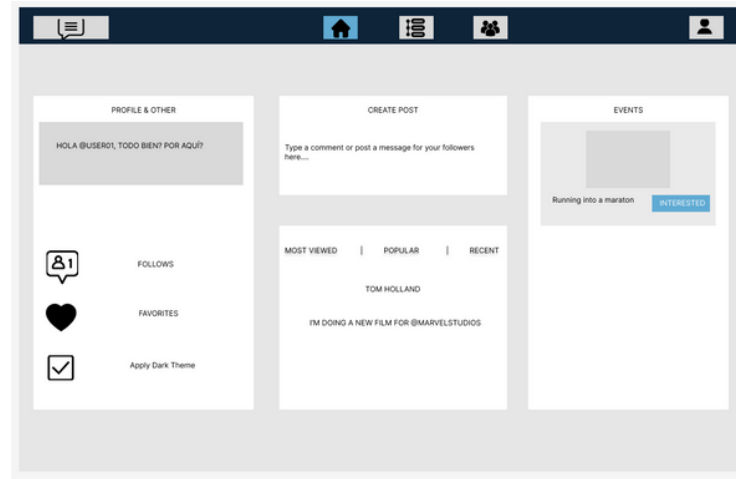 PROFILE & OTHER
HOLA @USER01, TODO BIEN? POR AQUÍ?
1
FOLLOWS
FAVORITES
Apply Dark Theme
CREATE POST
Type a comment or post a message for your followers
here....
MOST VIEWED | POPULAR | RECENT
TOM HOLLAND
I'M DOING A NEW FILM FOR @MARVELSTUDIOS
EVENTS
Running into a maraton
INTERESTED